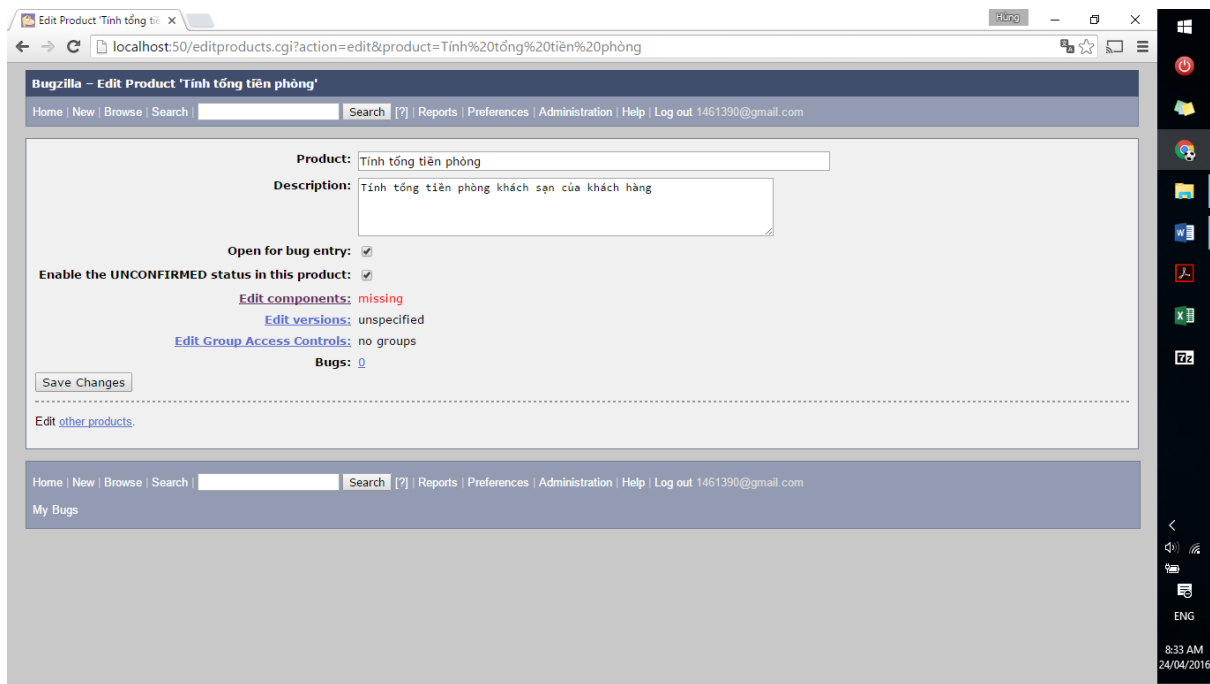 Edit Product 'Tính tổng tiề
Hùng
localhost:50/editproducts.cgi?action=edit&product=Tính%20tổng%20tiền%20phòng
Bugzilla – Edit Product 'Tính tổng tiền phòng'
Home | New | Browse | Search | Search [?] | Reports | Preferences | Administration | Help | Log out 1461390@gmail.com
Product: Tính tổng tiền phòng
Description: Tính tổng tiền phòng khách sạn của khách hàng
Open for bug entry:
Enable the UNCONFIRMED status in this product:
Edit components: missing
Edit versions: unspecified
Edit Group Access Controls: no groups
Bugs: 0
Save Changes
Edit other products.
Home | New | Browse | Search | Search [?] | Reports | Preferences | Administration | Help | Log out 1461390@gmail.com
My Bugs
7z
ENG
8:33 AM
24/04/2016